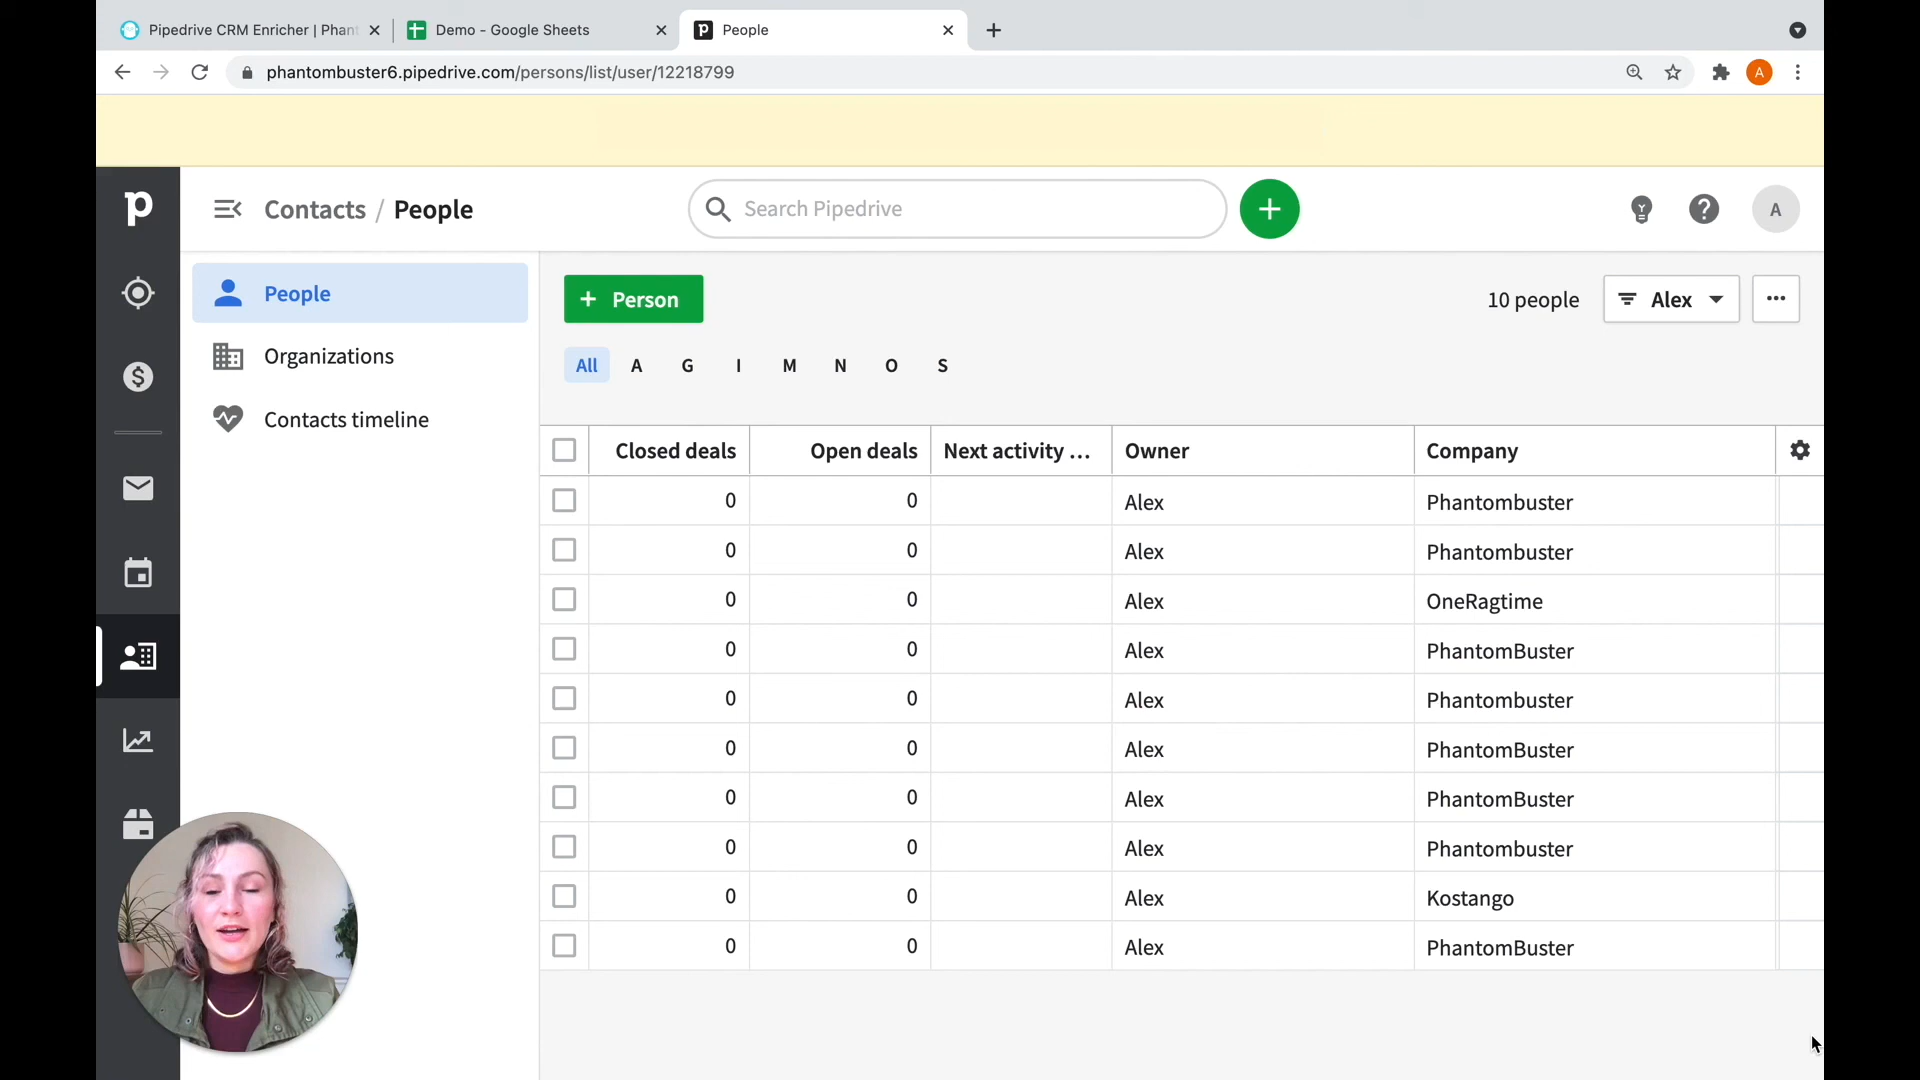 Pipedrive CRM Enricher | Phant
Demo - Google Sheets
People
phantombuster6.pipedrive.com/persons/list/user/12218799
A
p
Contacts / People
Search Pipedrive
A
People
Organizations
Contacts timeline
+ Person
10 people
Alex
All A G I M N O S
Closed deals Open deals Next activity ... Owner Company
0 0 Alex Phantombuster
0 0 Alex Phantombuster
0 0 Alex OneRagtime
0 0 Alex PhantomBuster
0 0 Alex Phantombuster
0 0 Alex PhantomBuster
0 0 Alex PhantomBuster
0 0 Alex Phantombuster
0 0 Alex Kostango
0 0 Alex PhantomBuster